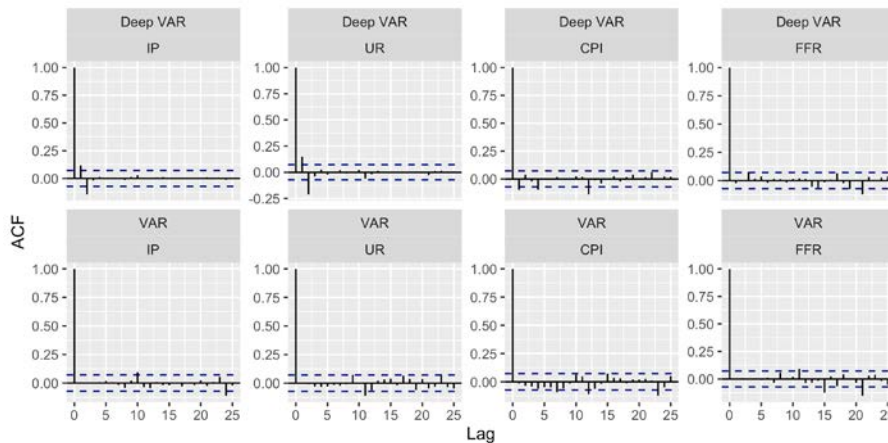 Deep VAR Deep VAR Deep VAR Deep VAR
IP UR CPI FFR
1.00 1.00 1.00 1.00
0.75 0.75 0.75 0.75
0.50 0.50 0.50 0.50
0.25 0.25 0.25 0.25
0.00 0.00 0.00 0.00
-0.25
ACF
VAR VAR VAR VAR
IP UR CPI FFR
1.00 1.00 1.00 1.00
0.75 0.75 0.75 0.75
0.50 0.50 0.50 0.50
0.25 0.25 0.25 0.25
0.00 0.00 0.00 0.00
0 5 10 15 20 25 0 5 10 15 20 25 0 5 10 15 20 25 0 5 10 15 20 25
Lag